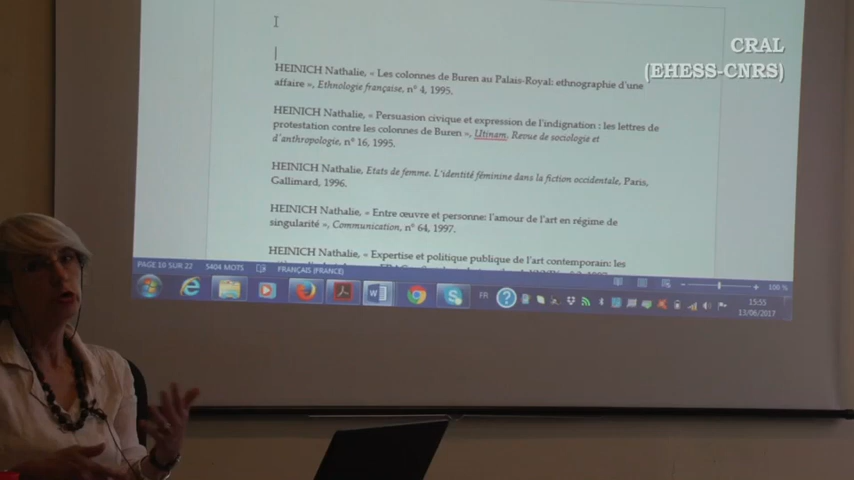 CRAL
(EHESS-CNRS)
HEINICH Nathalie, « Les colonnes de Buren au Palais-Royal: ethnographie d'une
affaire », Ethnologie française, n° 4, 1995.
HEINICH Nathalie, « Persuasion civique et expression de l'indignation : les lettres de
protestation contre les colonnes de Buren », Utinam. Revue de sociologie et
d'anthropologie, n° 16, 1995.
HEINICH Nathalie, Etats de femme. L'identité féminine dans la fiction occidentale, Paris,
Gallimard, 1996.
HEINICH Nathalie, « Entre œuvre et personne: l'amour de l'art en régime de
singularité », Communication, n° 64, 1997.
HEINICH Nathalie, « Expertise et politique publique de l'art contemporain: les
PAGE 10 SUR 22 5404 MOTS FRANÇAIS (FRANCE) 100 %
FR 15:55
13/06/2017